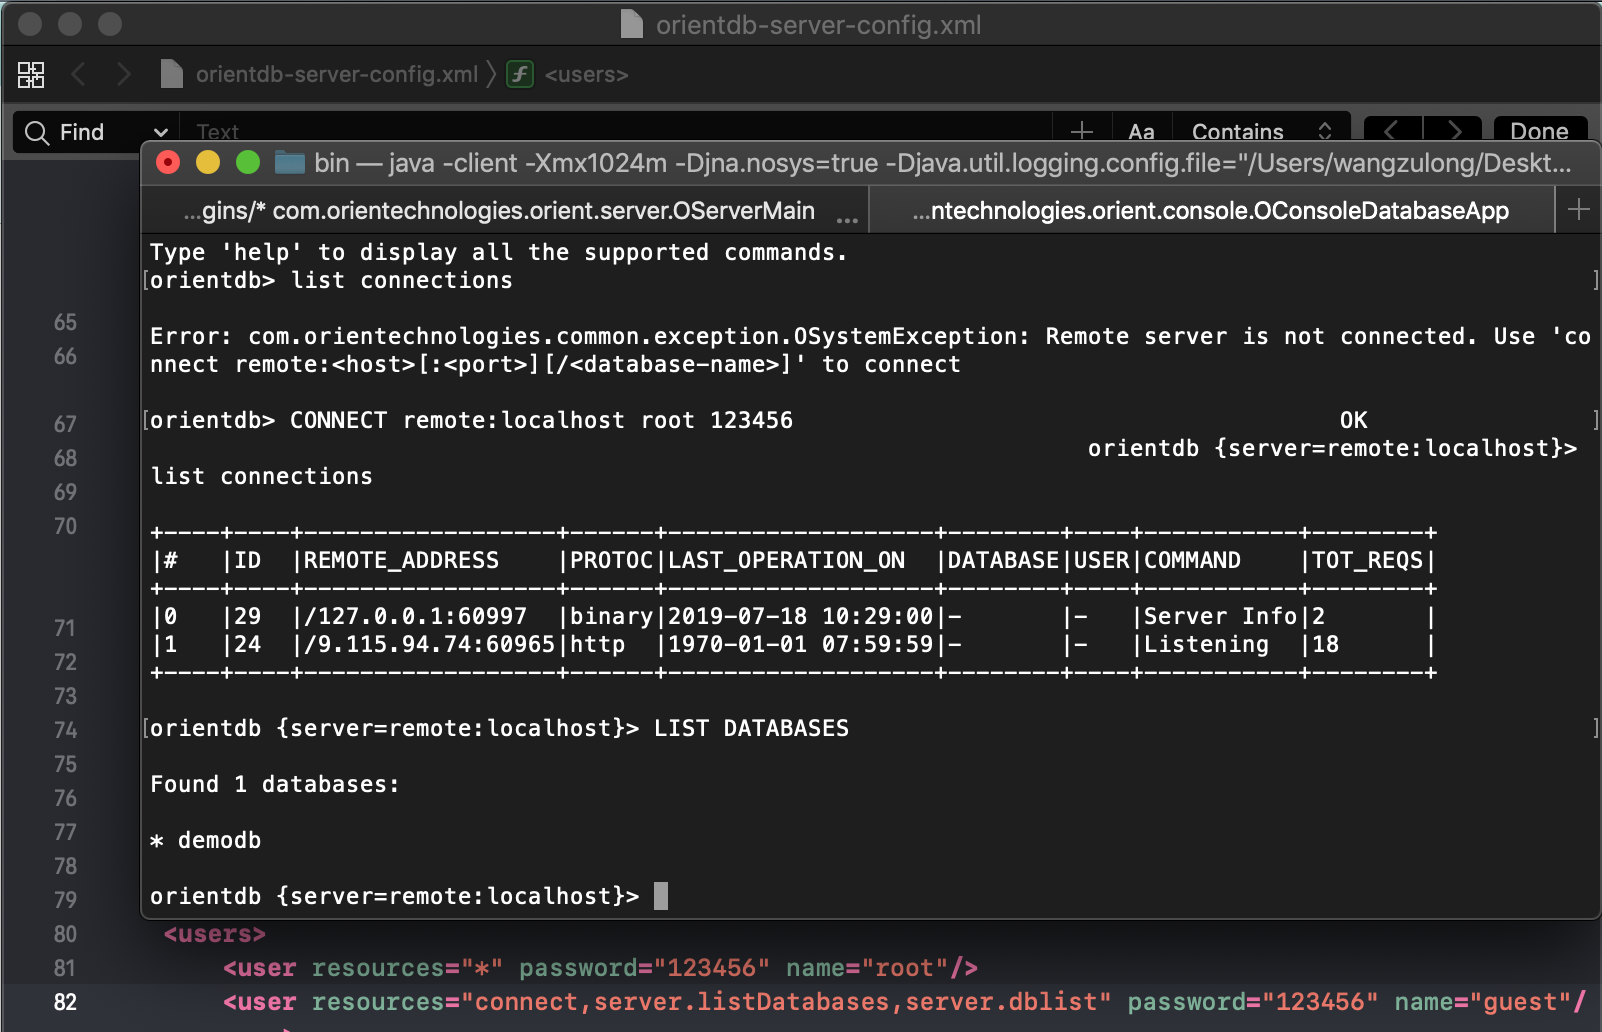 orientdb-server-config.xml
orientdb-server-config.xml 〉 f <users>
Find Text + Aa Contains Done
bin — java -client -Xmx1024m -Djna.nosys=true -Djava.util.logging.config.file="/Users/wangzulong/Deskt...
...gins/* com.orientechnologies.orient.server.OServerMain ... ...ntechnologies.orient.console.OConsoleDatabaseApp +
Type 'help' to display all the supported commands.
[orientdb> list connections ]
65
Error: com.orientechnologies.common.exception.OSystemException: Remote server is not connected. Use 'co
66
nnect remote:<host>[:<port>][/<database-name>]' to connect
67
[orientdb> CONNECT remote:localhost root 123456 OK ]
68
orientdb {server=remote:localhost}>
69
list connections
70
+----+----+------------------+------+-------------------+--------+----+-----------+--------+
|# |ID |REMOTE_ADDRESS |PROTOC|LAST_OPERATION_ON |DATABASE|USER|COMMAND |TOT_REQS|
+----+----+------------------+------+-------------------+--------+----+-----------+--------+
|0 |29 |/127.0.0.1:60997 |binary|2019-07-18 10:29:00|- |- |Server Info|2 |
71
|1 |24 |/9.115.94.74:60965|http |1970-01-01 07:59:59|- |- |Listening |18 |
72
+----+----+------------------+------+-------------------+--------+----+-----------+--------+
73
74
[orientdb {server=remote:localhost}> LIST DATABASES ]
75
Found 1 databases:
76
77
* demodb
78
79
orientdb {server=remote:localhost}>
80 <users>
81 <user resources="*" password="123456" name="root"/>
82 <user resources="connect,server.listDatabases,server.dblist" password="123456" name="guest"/